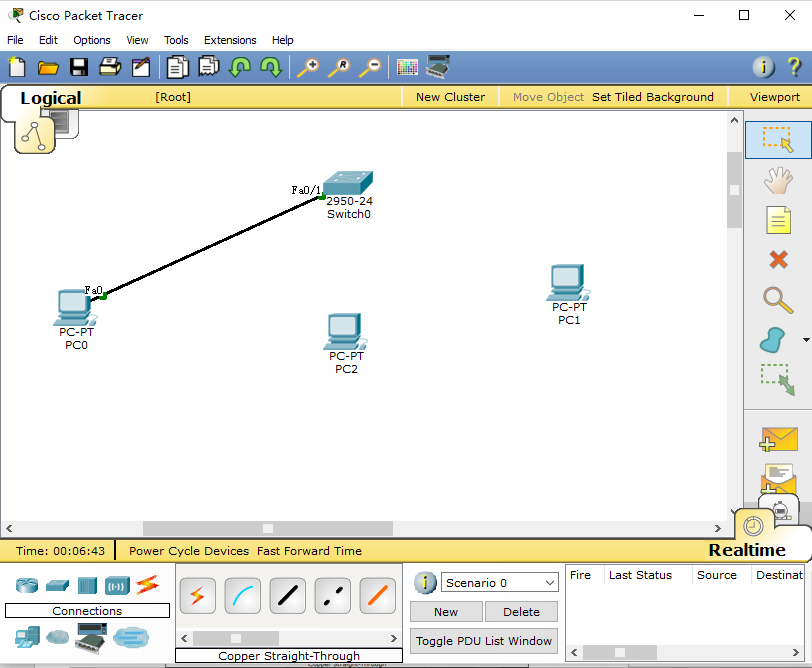 Cisco Packet Tracer
File Edit Options View Tools Extensions Help
Logical [Root] New Cluster Move Object Set Tiled Background Viewport
Fa0/1
2950-24
Switch0
Fa0
PC-PT
PC0
PC-PT
PC1
PC-PT
PC2
Time: 00:06:43 Power Cycle Devices Fast Forward Time Realtime
Fire Last Status Source Destinat
Scenario 0
Connections
New Delete
Toggle PDU List Window
Copper Straight-Through
Copper Straight-Through